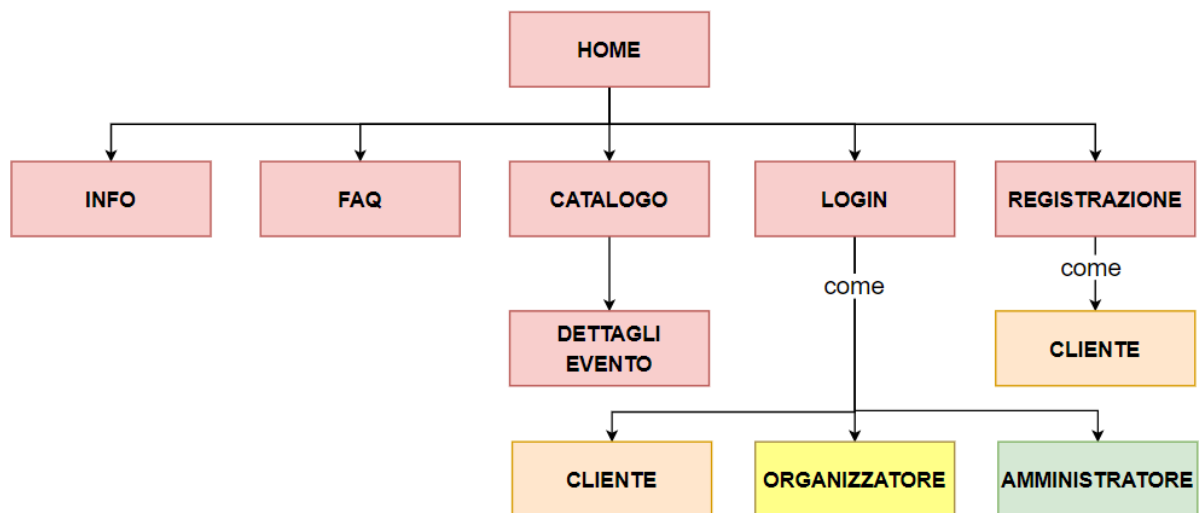 HOME
INFO
FAQ
CATALOGO
LOGIN
REGISTRAZIONE
come
come
DETTAGLI
EVENTO
CLIENTE
CLIENTE
ORGANIZZATORE
AMMINISTRATORE